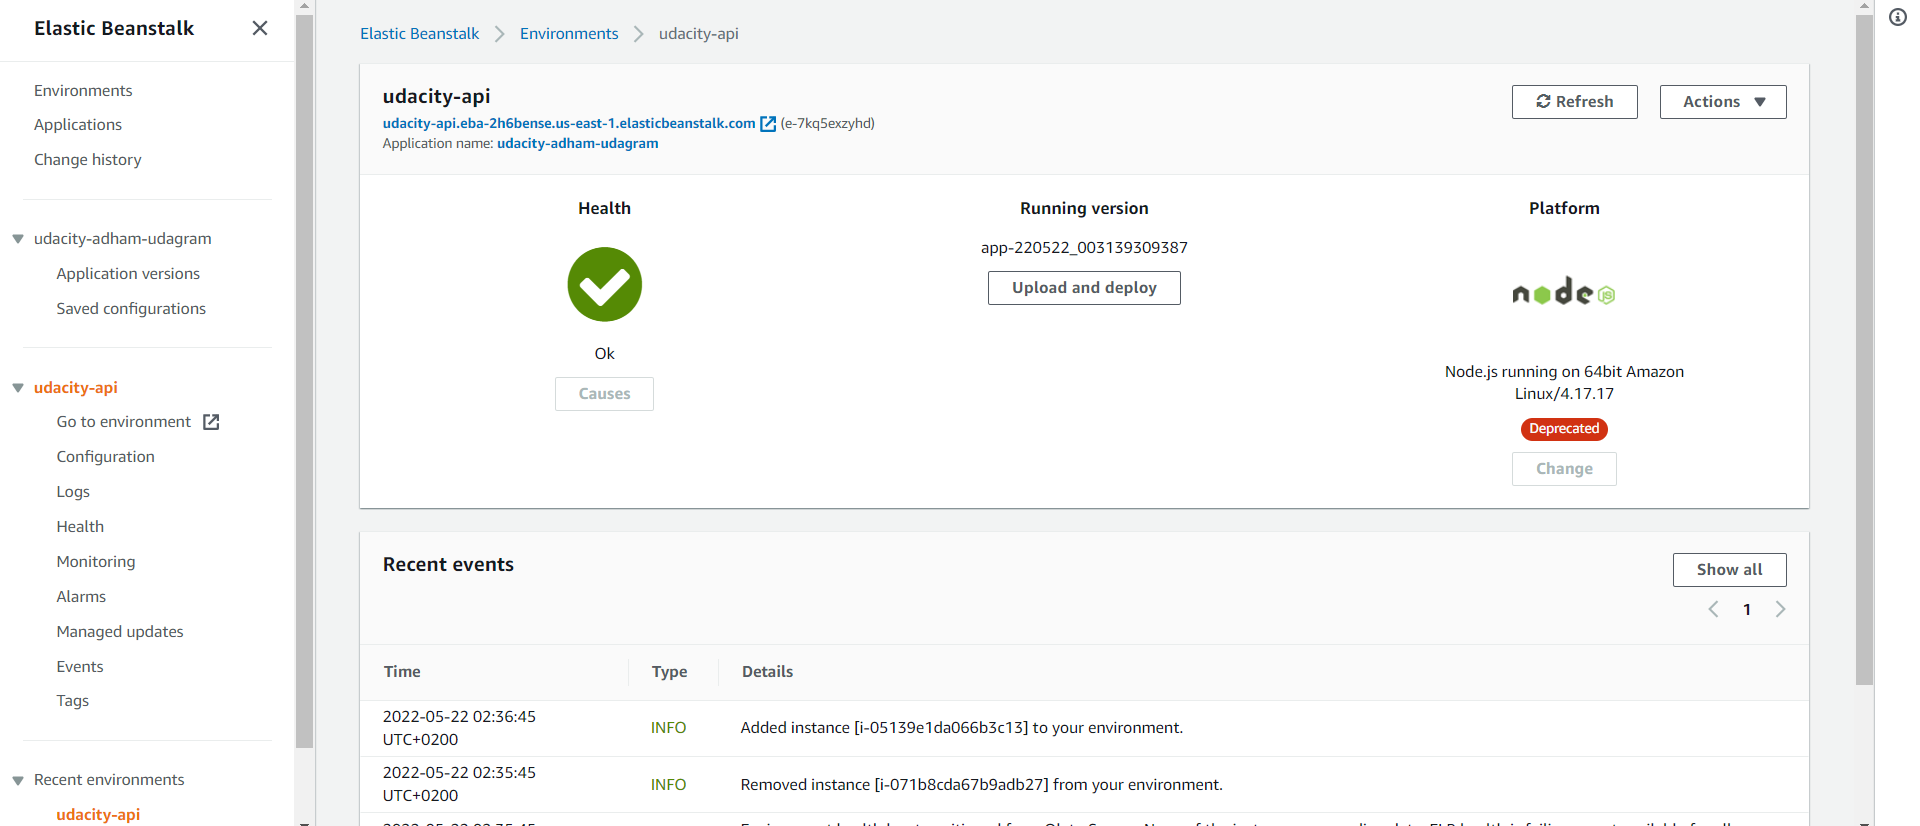 Elastic Beanstalk
Environments
Applications
Change history
udacity-adham-udagram
Application versions
Saved configurations
udacity-api
Go to environment
Configuration
Logs
Health
Monitoring
Alarms
Managed updates
Events
Tags
Recent environments
udacity-api
Elastic Beanstalk Environments udacity-api
udacity-api
Refresh Actions
udacity-api.eba-2h6bense.us-east-1.elasticbeanstalk.com (e-7kq5exzyhd)
Application name: udacity-adham-udagram
Health
Ok
Causes
Running version
app-220522_003139309387
Upload and deploy
Platform
node JS
Node.js running on 64bit Amazon
Linux/4.17.17
Deprecated
Change
Recent events
Show all
1
Time Type Details
2022-05-22 02:36:45
UTC+0200
INFO
Added instance [i-05139e1da066b3c13] to your environment.
2022-05-22 02:35:45
UTC+0200
INFO
Removed instance [i-071b8cda67b9adb27] from your environment.